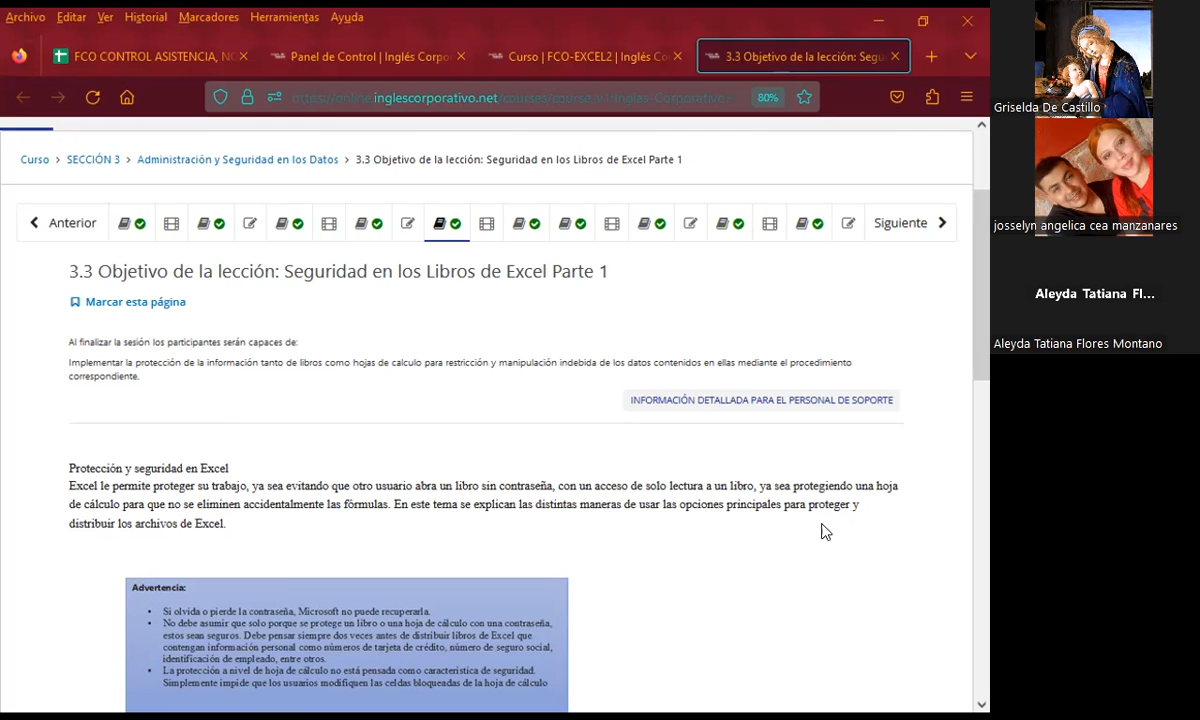 Archivo Editar Ver Historial Marcadores Herramientas Ayuda
FCO CONTROL ASISTENCIA, NO
Panel de Control | Inglés Corpo
Curso | FCO-EXCEL2 | Inglés Co
3.3 Objetivo de la lección: Segu
https://online.inglescorporativo.net/courses/course-v1:Ingles-Corporativo+
80%
Curso > SECCIÓN 3 > Administración y Seguridad en los Datos > 3.3 Objetivo de la lección: Seguridad en los Libros de Excel Parte 1
Anterior
Siguiente
3.3 Objetivo de la lección: Seguridad en los Libros de Excel Parte 1
Marcar esta página
Al finalizar la sesión los participantes serán capaces de:
Implementar la protección de la información tanto de libros como hojas de calculo para restricción y manipulación indebida de los datos contenidos en ellas mediante el procedimiento
correspondiente.
INFORMACIÓN DETALLADA PARA EL PERSONAL DE SOPORTE
Protección y seguridad en Excel
Excel le permite proteger su trabajo, ya sea evitando que otro usuario abra un libro sin contraseña, con un acceso de solo lectura a un libro, ya sea protegiendo una hoja
de cálculo para que no se eliminen accidentalmente las fórmulas. En este tema se explican las distintas maneras de usar las opciones principales para proteger y
distribuir los archivos de Excel.
Advertencia:
• Si olvida o pierde la contraseña, Microsoft no puede recuperarla.
• No debe asumir que solo porque se protege un libro o una hoja de cálculo con una contraseña,
estos sean seguros. Debe pensar siempre dos veces antes de distribuir libros de Excel que
contengan información personal como números de tarjeta de crédito, número de seguro social,
identificación de empleado, entre otros.
• La protección a nivel de hoja de cálculo no está pensada como característica de seguridad.
Simplemente impide que los usuarios modifiquen las celdas bloqueadas de la hoja de cálculo
Griselda De Castillo
josselyn angelica cea manzanares
Aleyda Tatiana Fl...
Aleyda Tatiana Flores Montano